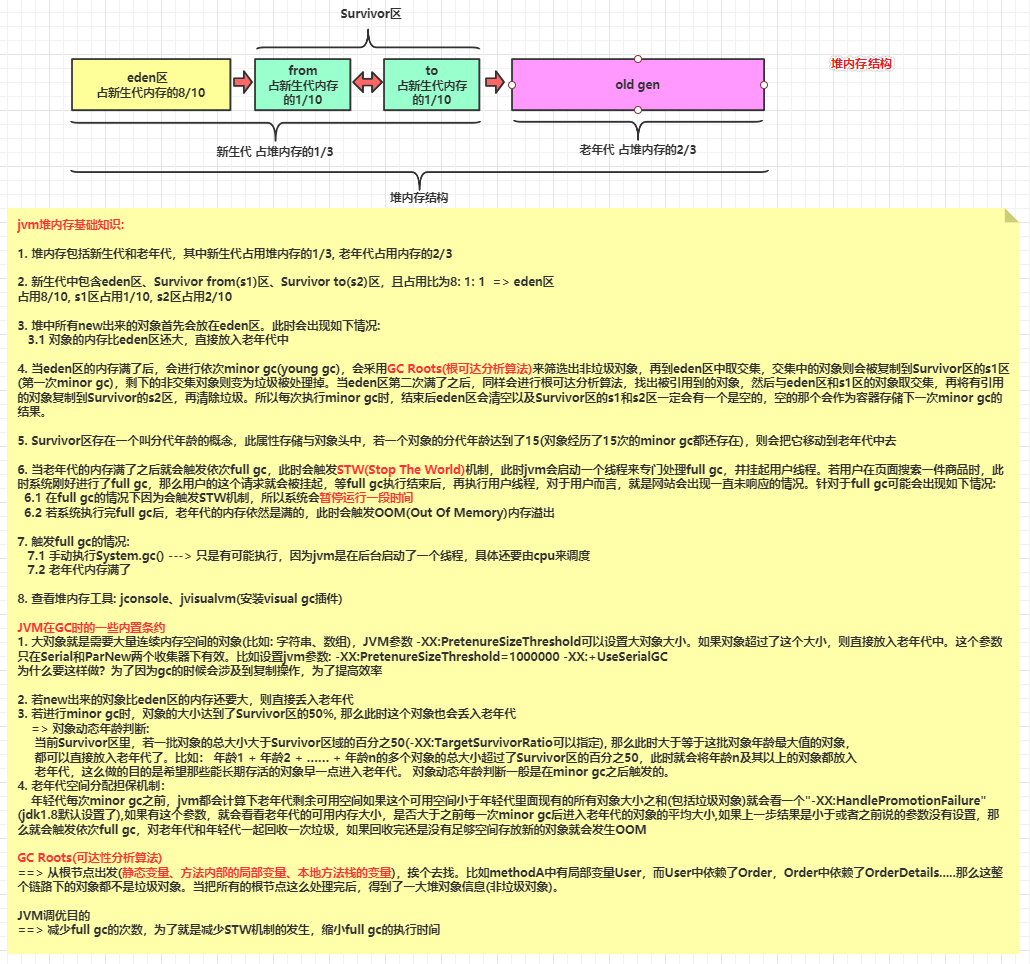 Survivor区
堆内存结构
eden区
占新生代内存的8/10
from
占新生代内存
的1/10
to
占新生代内存
的1/10
old gen
新生代 占堆内存的1/3
老年代 占堆内存的2/3
堆内存结构
jvm堆内存基础知识:
1. 堆内存包括新生代和老年代，其中新生代占用堆内存的1/3, 老年代占用内存的2/3
2. 新生代中包含eden区、Survivor from(s1)区、Survivor to(s2)区，且占用比为8: 1: 1 => eden区
占用8/10, s1区占用1/10, s2区占用2/10
3. 堆中所有new出来的对象首先会放在eden区。此时会出现如下情况:
3.1 对象的内存比eden区还大，直接放入老年代中
4. 当eden区的内存满了后，会进行依次minor gc(young gc)，会采用GC Roots(根可达分析算法)来筛选出非垃圾对象，再到eden区中取交集，交集中的对象则会被复制到Survivor区的s1区
(第一次minor gc)，剩下的非交集对象则变为垃圾被处理掉。当eden区第二次满了之后，同样会进行根可达分析算法，找出被引用到的对象，然后与eden区和s1区的对象取交集，再将有引用
的对象复制到Survivor的s2区，再清除垃圾。所以每次执行minor gc时，结束后eden区会清空以及Survivor区的s1和s2区一定会有一个是空的，空的那个会作为容器存储下一次minor gc的
结果。
5. Survivor区存在一个叫分代年龄的概念，此属性存储与对象头中，若一个对象的分代年龄达到了15(对象经历了15次的minor gc都还存在)，则会把它移动到老年代中去
6. 当老年代的内存满了之后就会触发依次full gc，此时会触发STW(Stop The World)机制，此时jvm会启动一个线程来专门处理full gc，并挂起用户线程。若用户在页面搜索一件商品时，此
时系统刚好进行了full gc，那么用户的这个请求就会被挂起，等full gc执行结束后，再执行用户线程，对于用户而言，就是网站会出现一直未响应的情况。针对于full gc可能会出现如下情况:
6.1 在full gc的情况下因为会触发STW机制，所以系统会暂停运行一段时间
6.2 若系统执行完full gc后，老年代的内存依然是满的，此时会触发OOM(Out Of Memory)内存溢出
7. 触发full gc的情况:
7.1 手动执行System.gc() ---> 只是有可能执行，因为jvm是在后台启动了一个线程，具体还要由cpu来调度
7.2 老年代内存满了
8. 查看堆内存工具: jconsole、jvisualvm(安装visual gc插件)
JVM在GC时的一些内置条约
1. 大对象就是需要大量连续内存空间的对象(比如: 字符串、数组)，JVM参数 -XX:PretenureSizeThreshold可以设置大对象大小。如果对象超过了这个大小，则直接放入老年代中。这个参数
只在Serial和ParNew两个收集器下有效。比如设置jvm参数: -XX:PretenureSizeThreshold=1000000 -XX:+UseSerialGC
为什么要这样做？为了因为gc的时候会涉及到复制操作，为了提高效率
2. 若new出来的对象比eden区的内存还要大，则直接丢入老年代
3. 若进行minor gc时，对象的大小达到了Survivor区的50%, 那么此时这个对象也会丢入老年代
=> 对象动态年龄判断:
当前Survivor区里，若一批对象的总大小大于Survivor区域的百分之50(-XX:TargetSurvivorRatio可以指定), 那么此时大于等于这批对象年龄最大值的对象，
都可以直接放入老年代了。比如： 年龄1 + 年龄2 + ...... + 年龄n的多个对象的总大小超过了Survivor区的百分之50，此时就会将年龄n及其以上的对象都放入
老年代，这么做的目的是希望那些能长期存活的对象早一点进入老年代。 对象动态年龄判断一般是在minor gc之后触发的。
4. 老年代空间分配担保机制：
年轻代每次minor gc之前，jvm都会计算下老年代剩余可用空间如果这个可用空间小于年轻代里面现有的所有对象大小之和(包括垃圾对象)就会看一个"-XX:HandlePromotionFailure"
(jdk1.8默认设置了),如果有这个参数，就会看看老年代的可用内存大小，是否大于之前每一次minor gc后进入老年代的对象的平均大小,如果上一步结果是小于或者之前说的参数没有设置，那
么就会触发依次full gc，对老年代和年轻代一起回收一次垃圾，如果回收完还是没有足够空间存放新的对象就会发生OOM
GC Roots(可达性分析算法)
==> 从根节点出发(静态变量、方法内部的局部变量、本地方法栈的变量)，挨个去找。比如methodA中有局部变量User，而User中依赖了Order，Order中依赖了OrderDetails.....那么这整
个链路下的对象都不是垃圾对象。当把所有的根节点这么处理完后，得到了一大堆对象信息(非垃圾对象)。
JVM调优目的
==> 减少full gc的次数，为了就是减少STW机制的发生，缩小full gc的执行时间